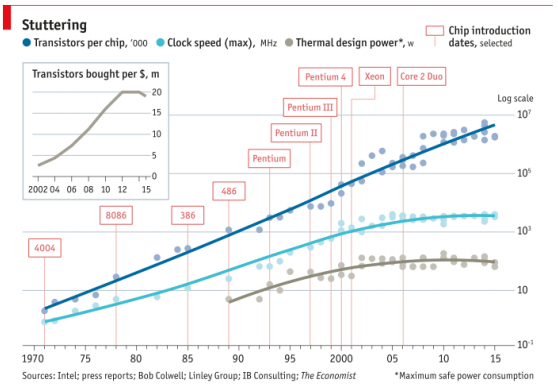 Stuttering
Transistors per chip, '000 Clock speed (max), MHz Thermal design power*, w
Chip introduction
dates, selected
Transistors bought per $, m
20
15
10
5
0
2002 04 06 08 10 12 15
Pentium 4 Xeon Core 2 Duo
Pentium III
Pentium II
Pentium
486
8086 386
4004
Log scale
10⁷
10⁵
10³
10
10⁻¹
1970 75 80 85 90 95 2000 05 10 15
Sources: Intel; press reports; Bob Colwell; Linley Group; IB Consulting; The Economist *Maximum safe power consumption